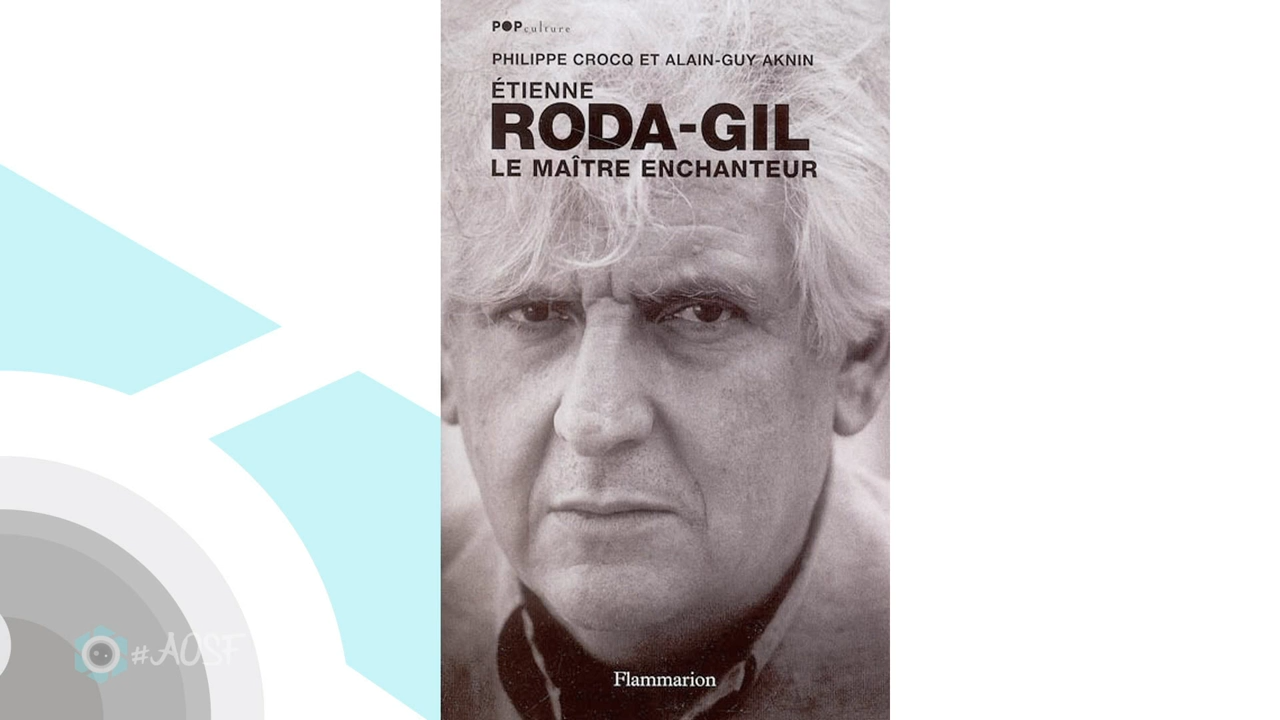 POPculture
PHILIPPE CROCQ ET ALAIN-GUY AKNIN
ÉTIENNE
RODA-GIL
LE MAÎTRE ENCHANTEUR
Flammarion
#AOSF